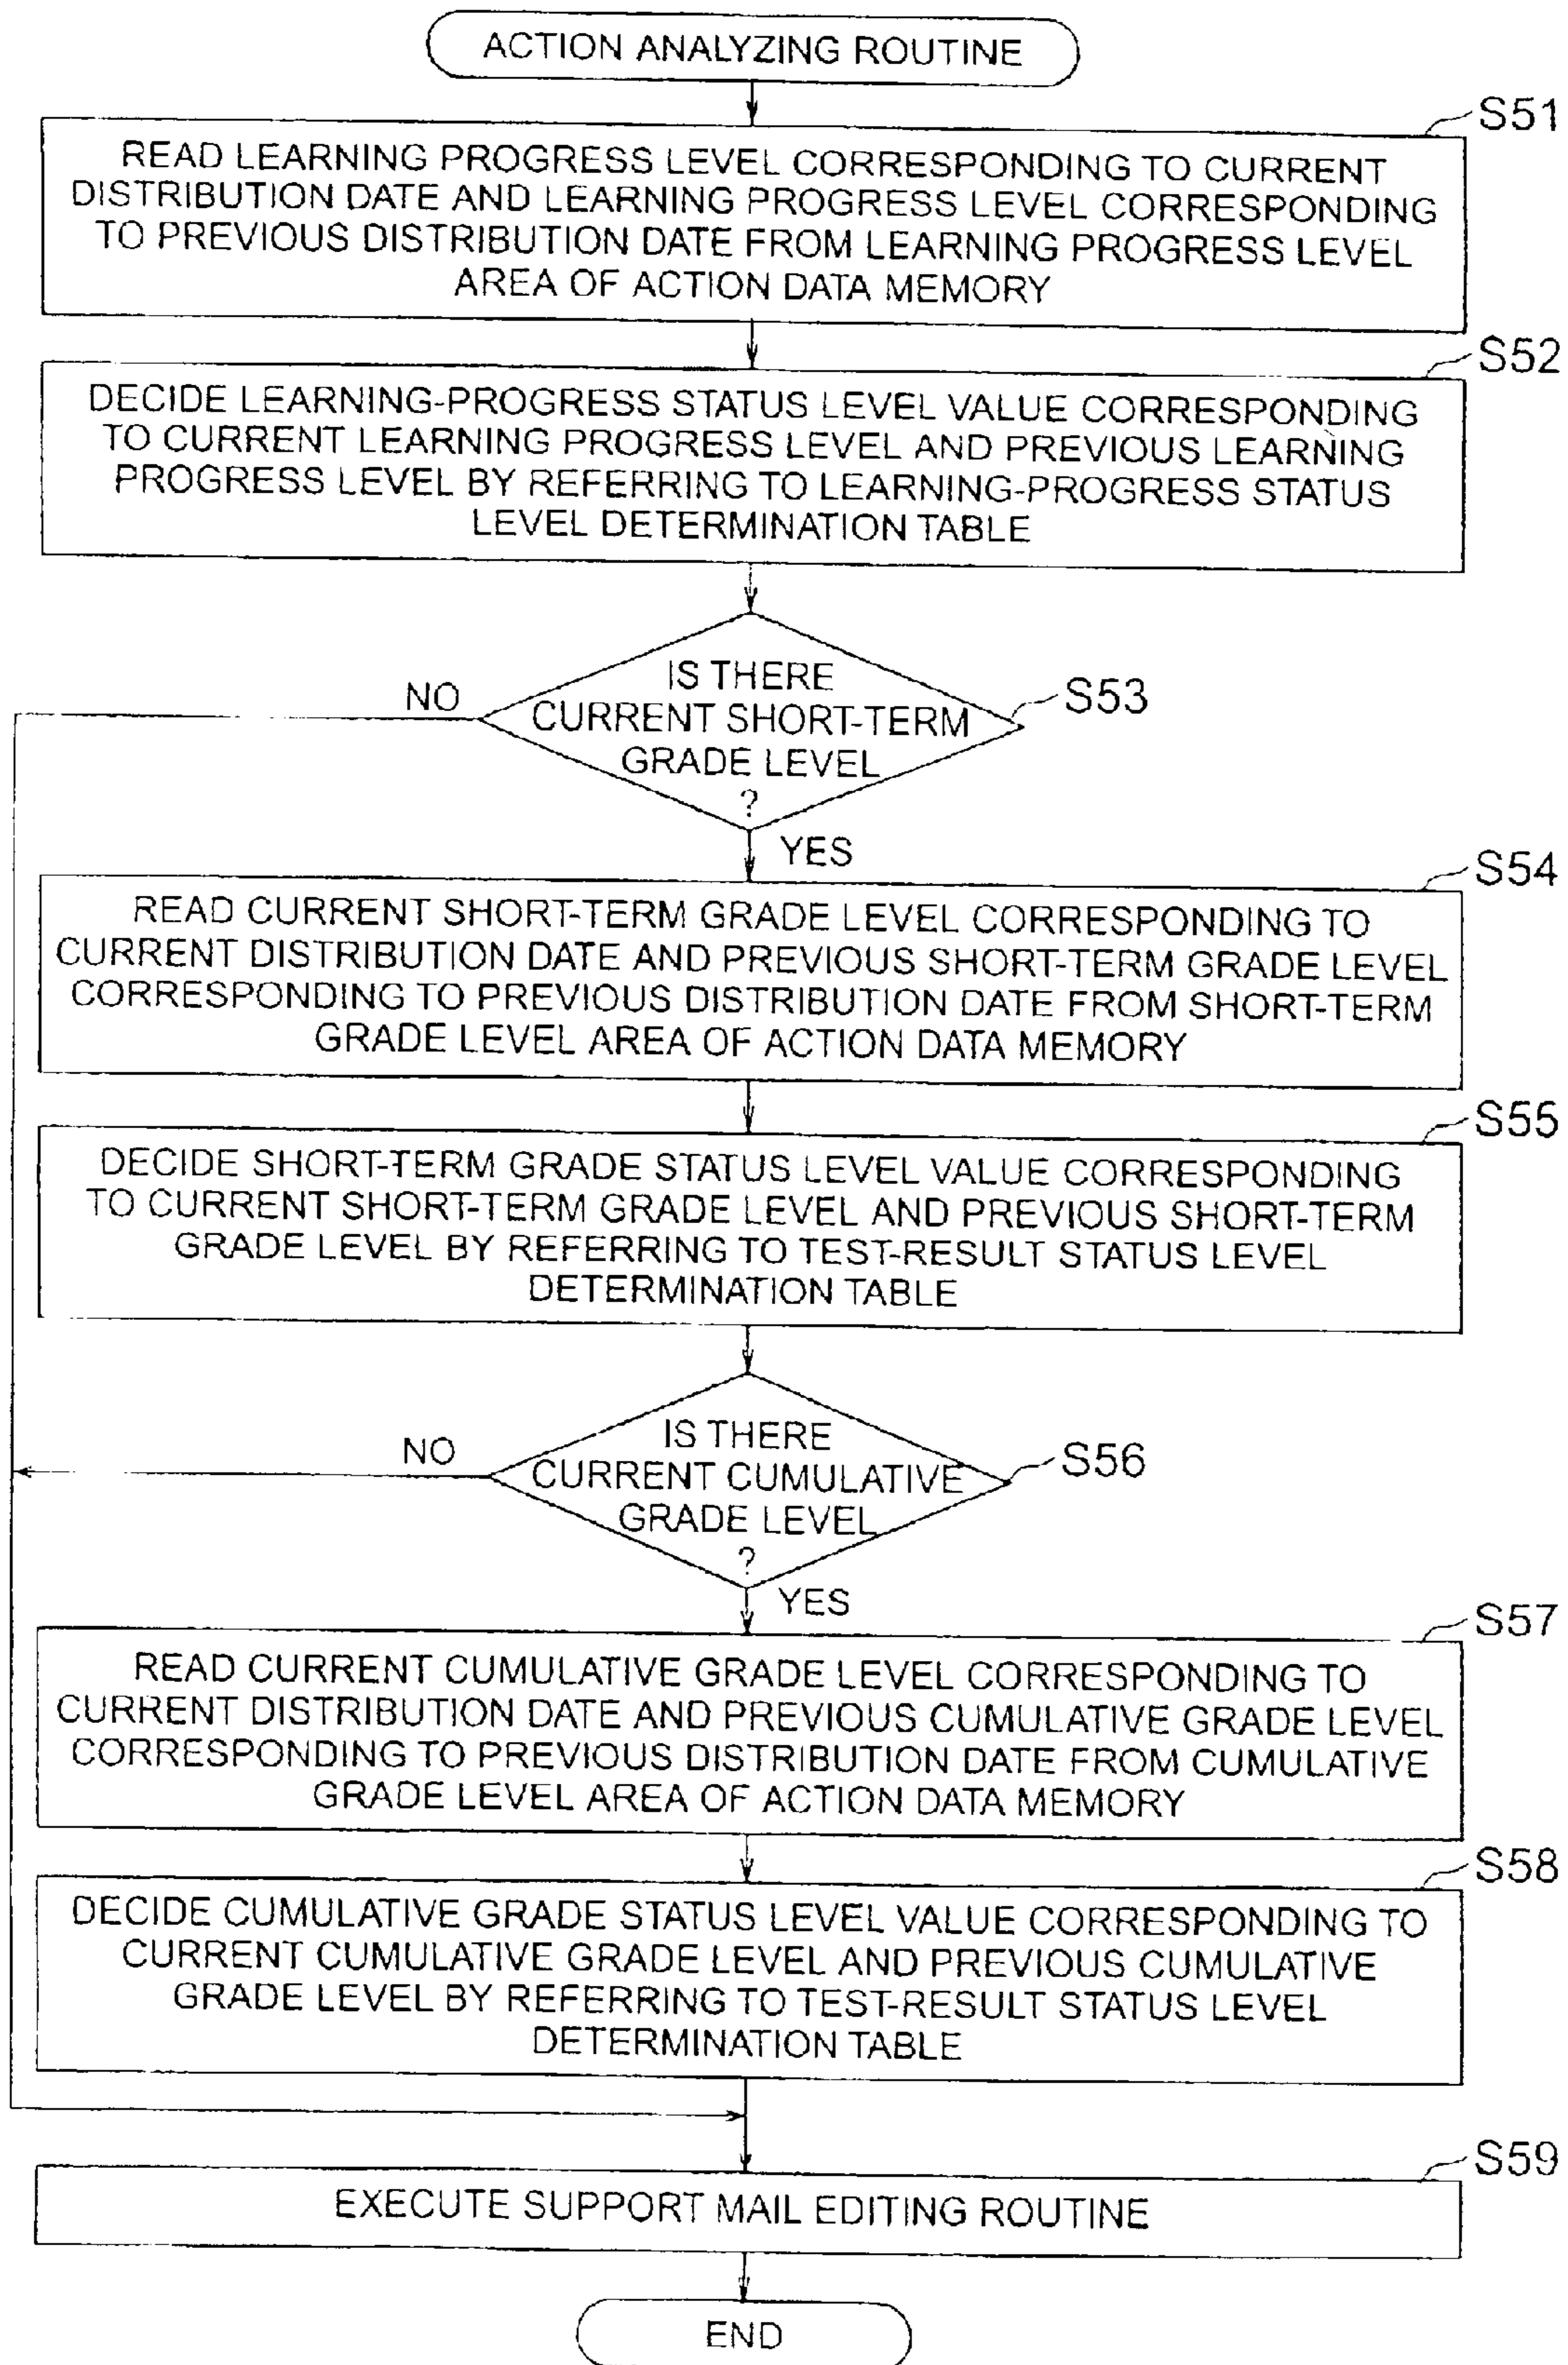 ACTION ANALYZING ROUTINE
S51
READ LEARNING PROGRESS LEVEL CORRESPONDING TO CURRENT
DISTRIBUTION DATE AND LEARNING PROGRESS LEVEL CORRESPONDING
TO PREVIOUS DISTRIBUTION DATE FROM LEARNING PROGRESS LEVEL
AREA OF ACTION DATA MEMORY
S52
DECIDE LEARNING-PROGRESS STATUS LEVEL VALUE CORRESPONDING
TO CURRENT LEARNING PROGRESS LEVEL AND PREVIOUS LEARNING
PROGRESS LEVEL BY REFERRING TO LEARNING-PROGRESS STATUS
LEVEL DETERMINATION TABLE
IS THERE
CURRENT SHORT-TERM
GRADE LEVEL
?
NO
S53
YES
S54
READ CURRENT SHORT-TERM GRADE LEVEL CORRESPONDING TO
CURRENT DISTRIBUTION DATE AND PREVIOUS SHORT-TERM GRADE LEVEL
CORRESPONDING TO PREVIOUS DISTRIBUTION DATE FROM SHORT-TERM
GRADE LEVEL AREA OF ACTION DATA MEMORY
S55
DECIDE SHORT-TERM GRADE STATUS LEVEL VALUE CORRESPONDING
TO CURRENT SHORT-TERM GRADE LEVEL AND PREVIOUS SHORT-TERM
GRADE LEVEL BY REFERRING TO TEST-RESULT STATUS LEVEL
DETERMINATION TABLE
IS THERE
CURRENT CUMULATIVE
GRADE LEVEL
?
NO
S56
YES
S57
READ CURRENT CUMULATIVE GRADE LEVEL CORRESPONDING TO
CURRENT DISTRIBUTION DATE AND PREVIOUS CUMULATIVE GRADE LEVEL
CORRESPONDING TO PREVIOUS DISTRIBUTION DATE FROM CUMULATIVE
GRADE LEVEL AREA OF ACTION DATA MEMORY
S58
DECIDE CUMULATIVE GRADE STATUS LEVEL VALUE CORRESPONDING TO
CURRENT CUMULATIVE GRADE LEVEL AND PREVIOUS CUMULATIVE
GRADE LEVEL BY REFERRING TO TEST-RESULT STATUS LEVEL
DETERMINATION TABLE
S59
EXECUTE SUPPORT MAIL EDITING ROUTINE
END